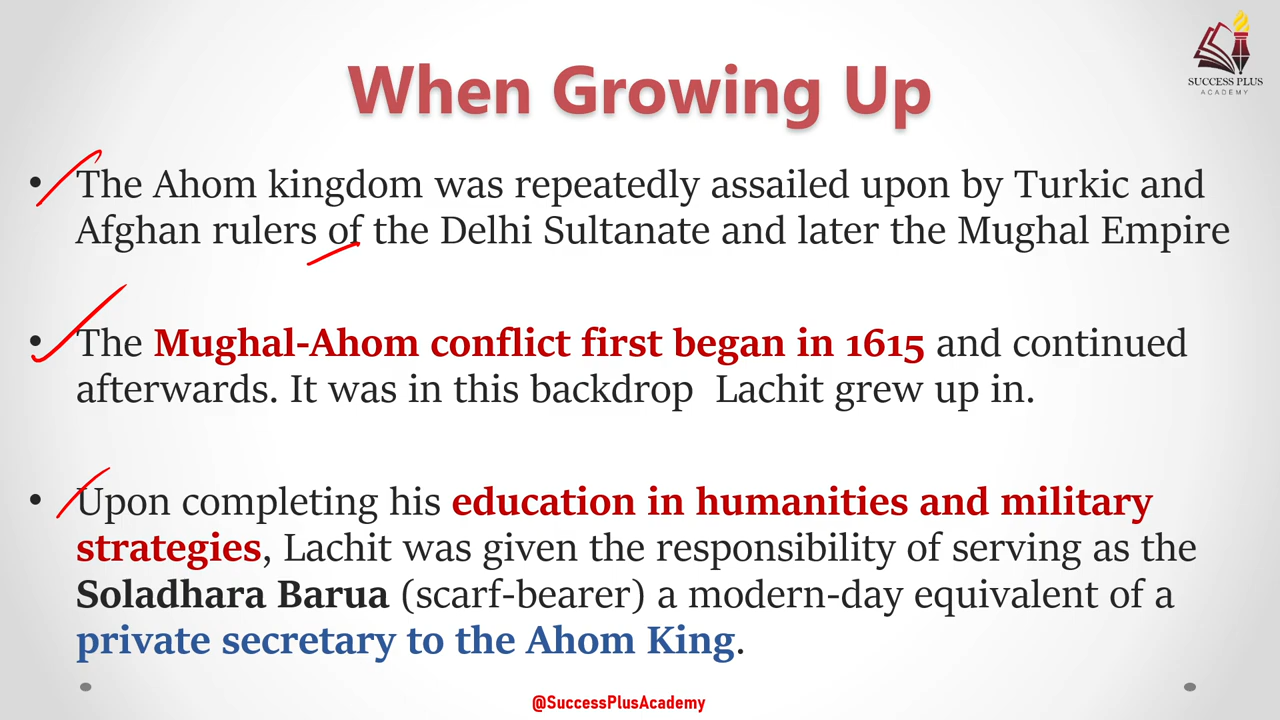 SUCCESS PLUS
ACADEMY
When Growing Up
• The Ahom kingdom was repeatedly assailed upon by Turkic and
Afghan rulers of the Delhi Sultanate and later the Mughal Empire
• The Mughal-Ahom conflict first began in 1615 and continued
afterwards. It was in this backdrop  Lachit grew up in.
• Upon completing his education in humanities and military
strategies, Lachit was given the responsibility of serving as the
Soladhara Barua (scarf-bearer) a modern-day equivalent of a
private secretary to the Ahom King.
@SuccessPlusAcademy